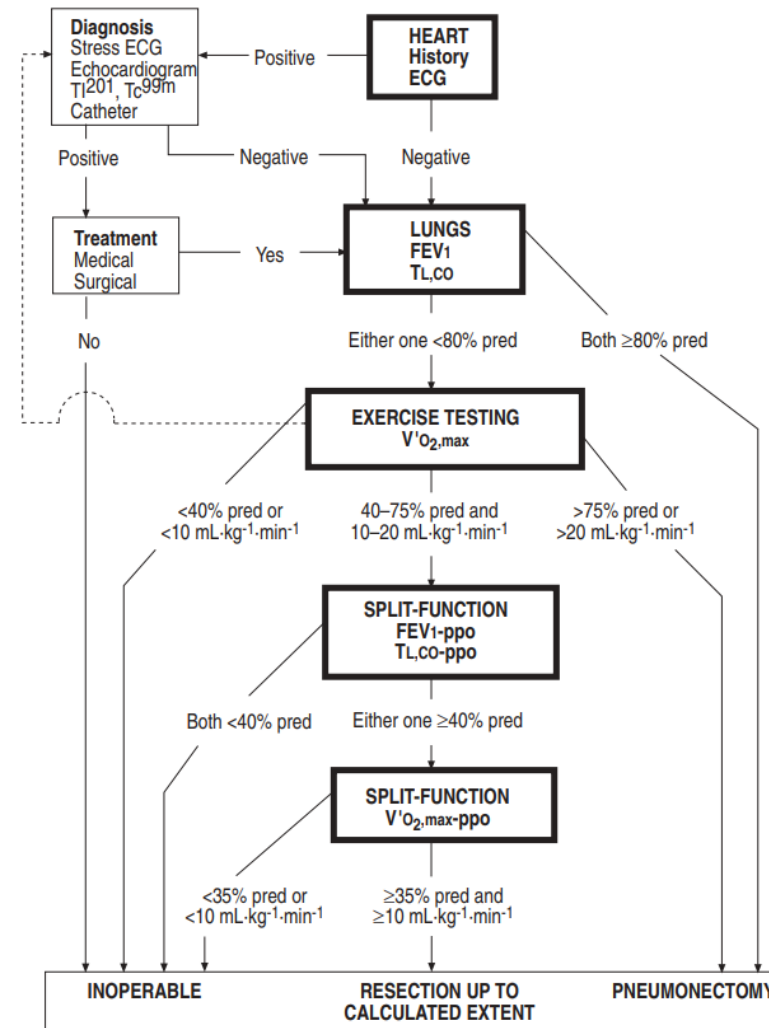 Diagnosis
Stress ECG
Echocardiogram
Tl201, Tc99m
Catheter
Positive
HEART
History
ECG
Positive
Negative
Negative
Treatment
Medical
Surgical
Yes
LUNGS
FEV1
TL,CO
No
Either one <80% pred
Both ≥80% pred
EXERCISE TESTING
V'O2,max
<40% pred or
<10 mL·kg-1·min-1
40–75% pred and
10–20 mL·kg-1·min-1
>75% pred or
>20 mL·kg-1·min-1
SPLIT-FUNCTION
FEV1-ppo
TL,CO-ppo
Both <40% pred
Either one ≥40% pred
SPLIT-FUNCTION
V'O2,max-ppo
<35% pred or
<10 mL·kg-1·min-1
≥35% pred and
≥10 mL·kg-1·min-1
INOPERABLE
RESECTION UP TO
CALCULATED EXTENT
PNEUMONECTOMY